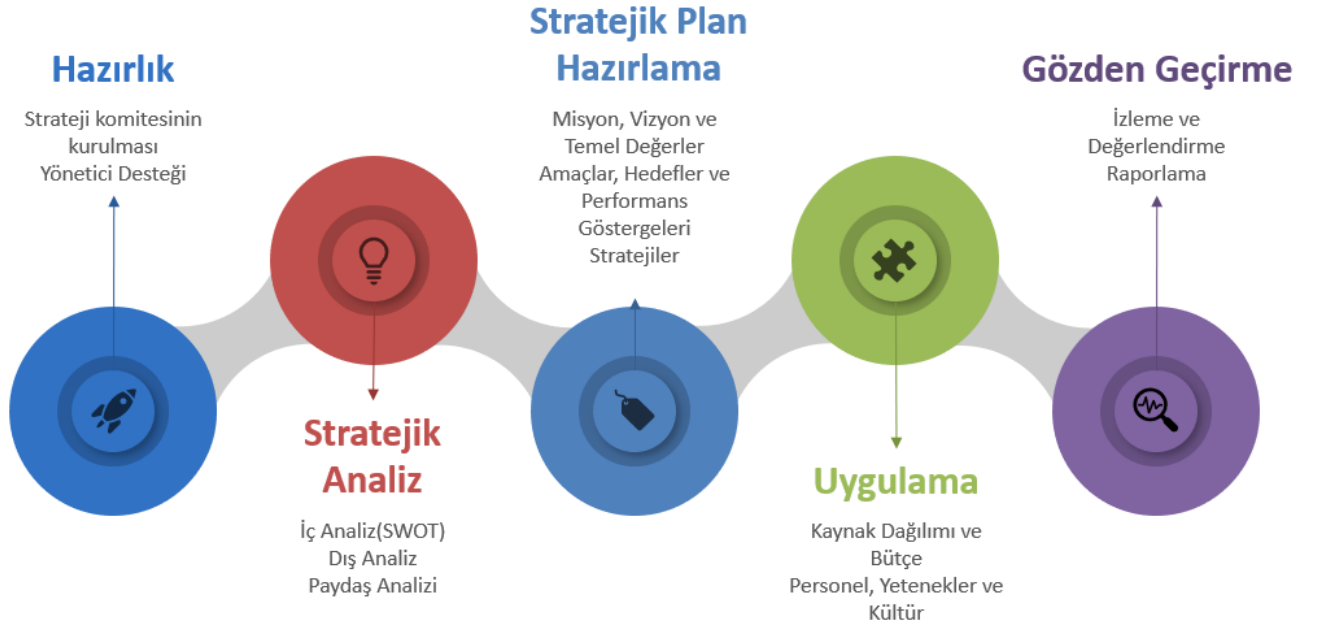 Hazırlık
Strateji komitesinin
kurulması
Yönetici Desteği
Stratejik
Analiz
İç Analiz(SWOT)
Dış Analiz
Paydaş Analizi
Stratejik Plan
Hazırlama
Misyon, Vizyon ve
Temel Değerler
Amaçlar, Hedefler ve
Performans
Göstergeleri
Stratejiler
Uygulama
Kaynak Dağılımı ve
Bütçe
Personel, Yetenekler ve
Kültür
Gözden Geçirme
İzleme ve
Değerlendirme
Raporlama